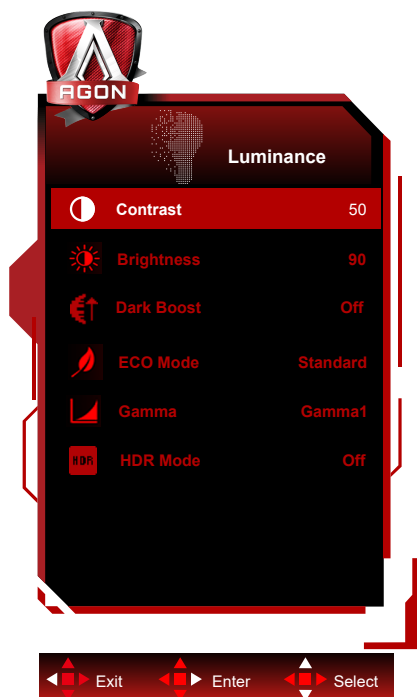 AGON
Luminance
Contrast 50
Brightness 90
Dark Boost Off
ECO Mode Standard
Gamma Gamma1
HDR HDR Mode Off
Exit Enter Select